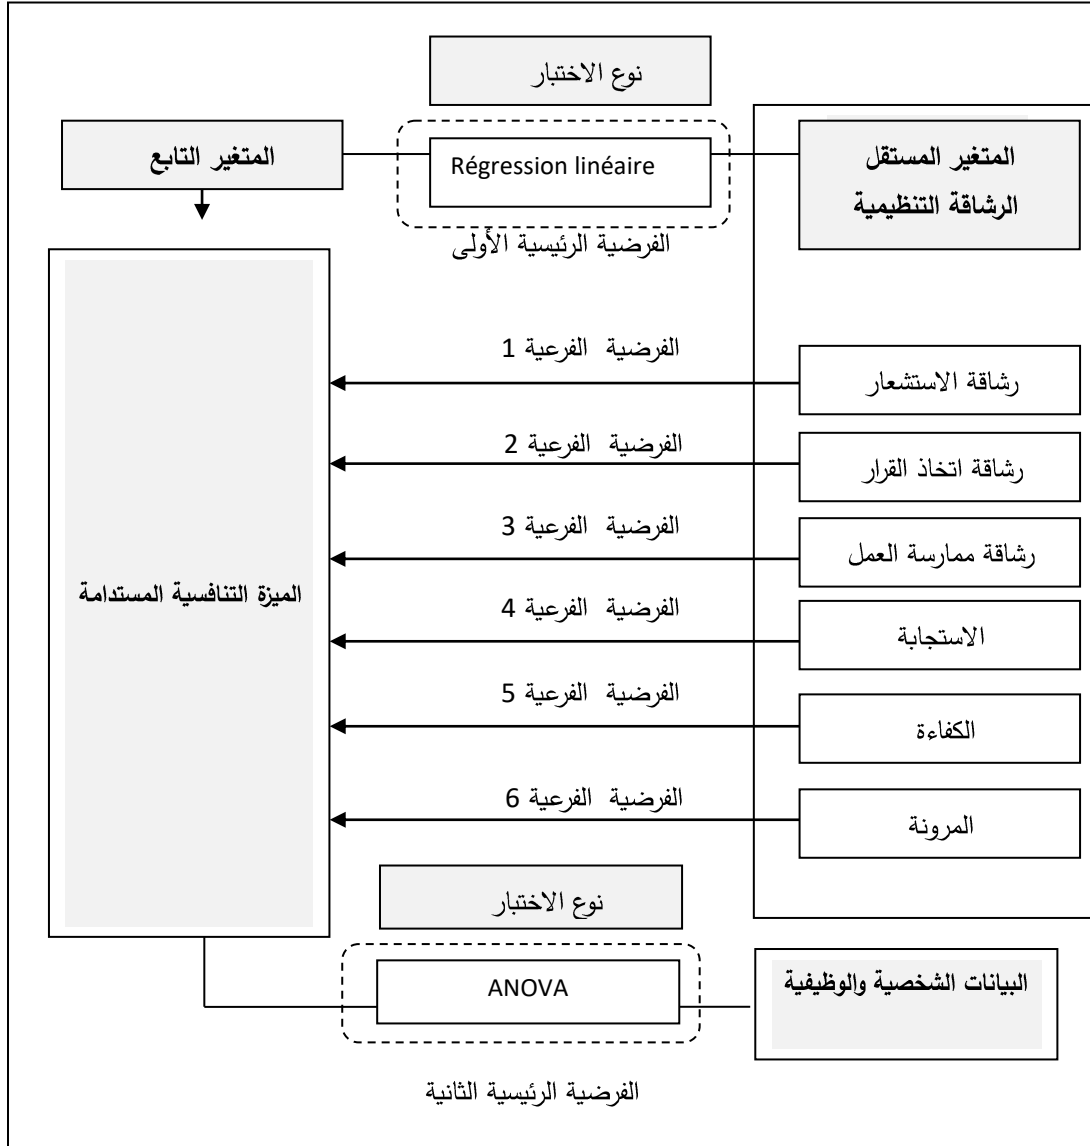 نوع الاختبار
المتغير المستقل
الرشاقة التنظيمية
Régression linéaire
المتغير التابع
الفرضية الرئيسية الأولى
الفرضية الفرعية 1
رشاقة الاستشعار
الفرضية الفرعية 2
رشاقة اتخاذ القرار
الفرضية الفرعية 3
رشاقة ممارسة العمل
الميزة التنافسية المستدامة
الفرضية الفرعية 4
الاستجابة
الفرضية الفرعية 5
الكفاءة
الفرضية الفرعية 6
المرونة
نوع الاختبار
البيانات الشخصية والوظيفية
ANOVA
الفرضية الرئيسية الثانية